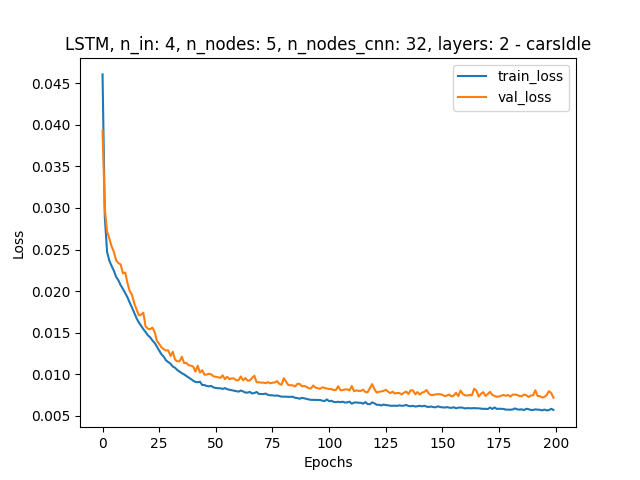 LSTM, n_in: 4, n_nodes: 5, n_nodes_cnn: 32, layers: 2 - carsIdle
train_loss
val_loss
0.045
0.040
0.035
0.030
0.025
0.020
0.015
0.010
0.005
Loss
0 25 50 75 100 125 150 175 200
Epochs